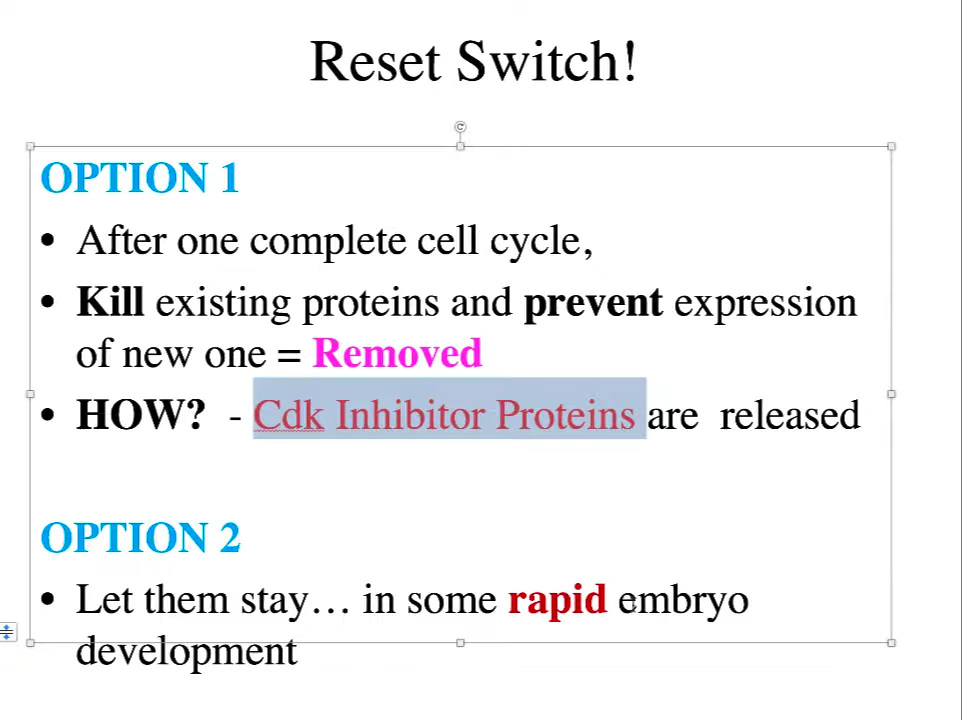 Reset Switch!
OPTION 1
• After one complete cell cycle,
• Kill existing proteins and prevent expression
of new one = Removed
• HOW?  - Cdk Inhibitor Proteins are  released
OPTION 2
• Let them stay… in some rapid embryo
development